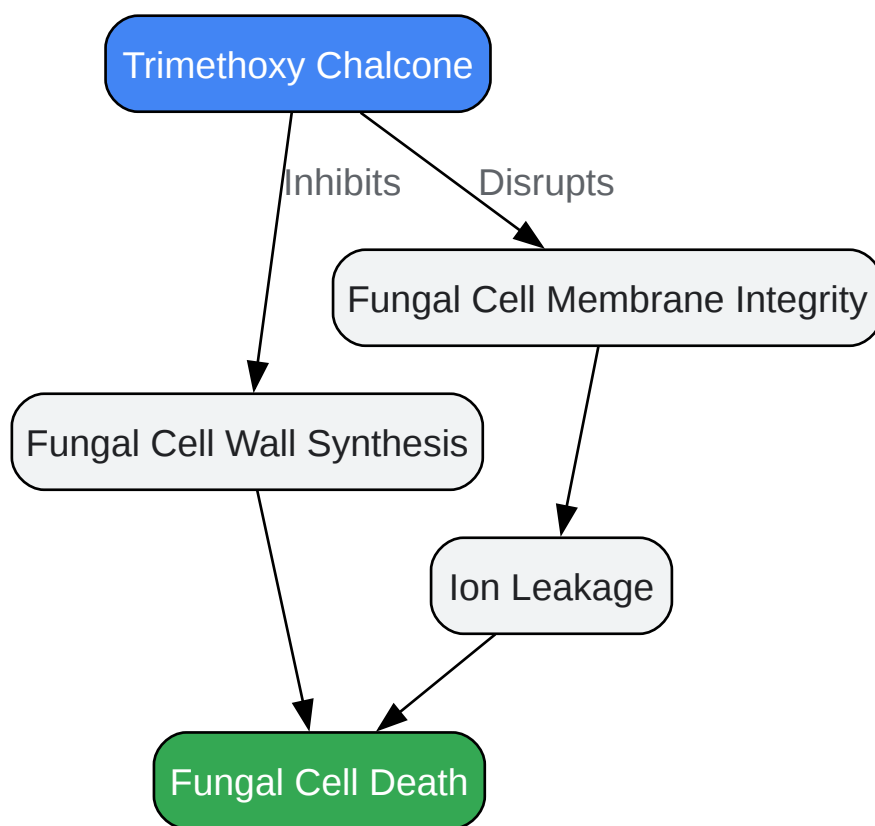 Trimethoxy Chalcone
Inhibits
Disrupts
Fungal Cell Membrane Integrity
Fungal Cell Wall Synthesis
Ion Leakage
Fungal Cell Death